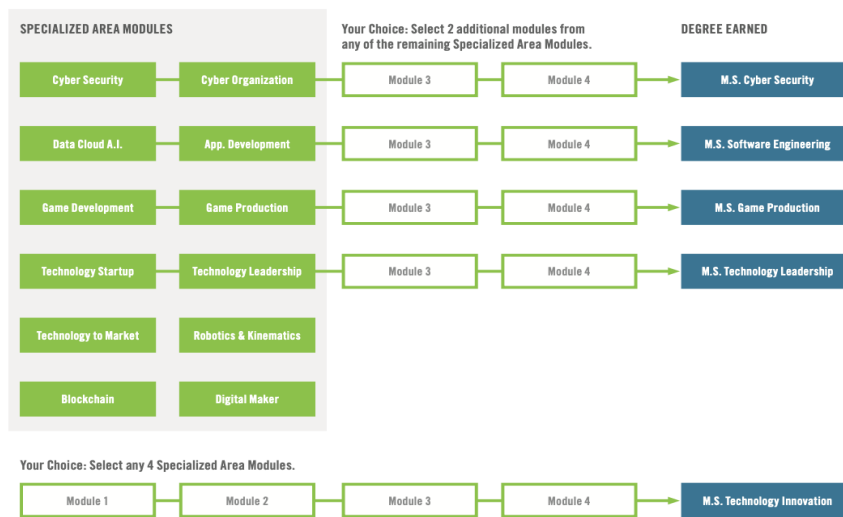 SPECIALIZED AREA MODULES
Your Choice: Select 2 additional modules from
any of the remaining Specialized Area Modules.
DEGREE EARNED
Cyber Security
Cyber Organization
Module 3
Module 4
M.S. Cyber Security
Data Cloud A.I.
App. Development
Module 3
Module 4
M.S. Software Engineering
Game Development
Game Production
Module 3
Module 4
M.S. Game Production
Technology Startup
Technology Leadership
Module 3
Module 4
M.S. Technology Leadership
Technology to Market
Robotics & Kinematics
Blockchain
Digital Maker
Your Choice: Select any 4 Specialized Area Modules.
Module 1
Module 2
Module 3
Module 4
M.S. Technology Innovation